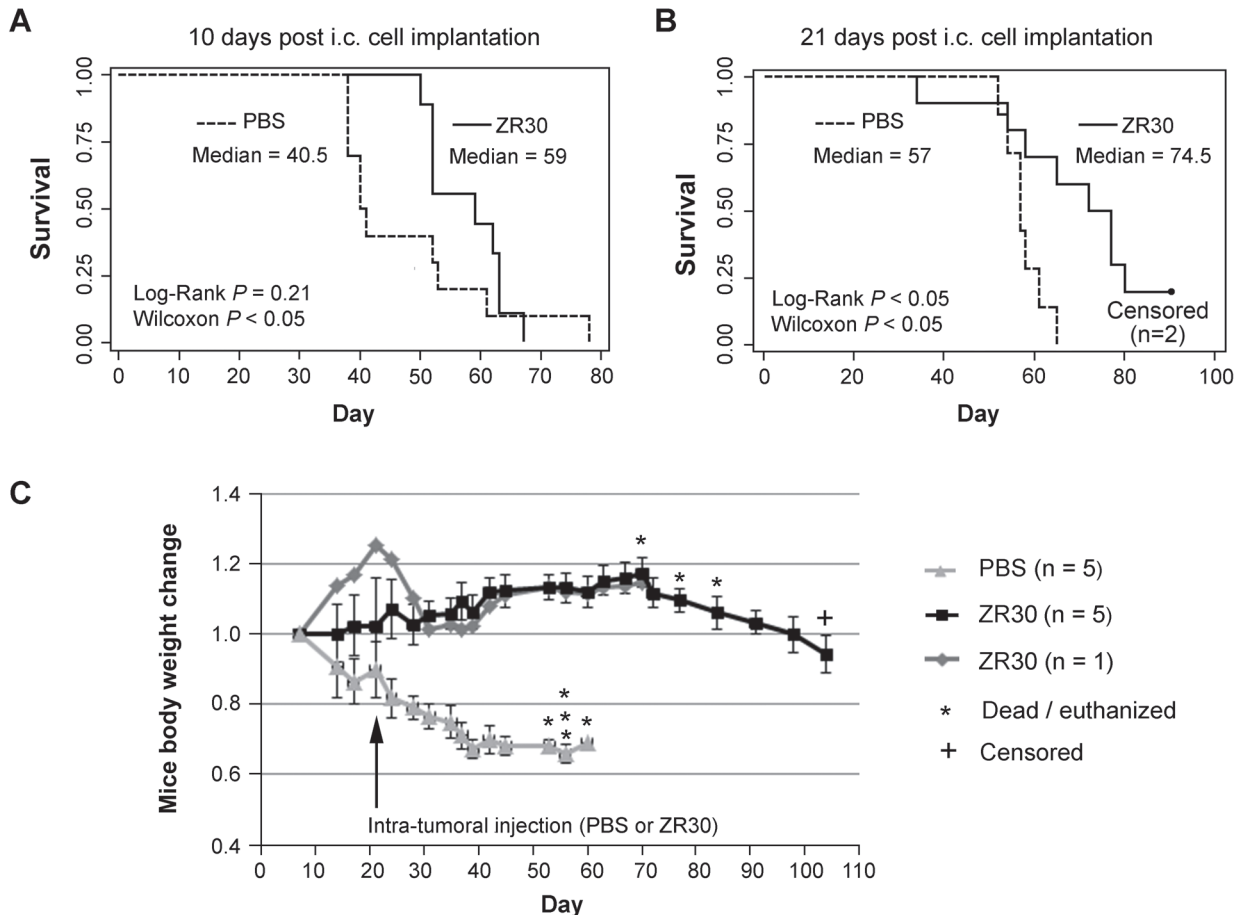 A
10 days post i.c. cell implantation
Survival
1.00
0.75
0.50
0.25
0.00
PBS
Median = 40.5
ZR30
Median = 59
Log-Rank P = 0.21
Wilcoxon P < 0.05
0 10 20 30 40 50 60 70 80
Day
B
21 days post i.c. cell implantation
Survival
1.00
0.75
0.50
0.25
0.00
PBS
Median = 57
ZR30
Median = 74.5
Log-Rank P < 0.05
Wilcoxon P < 0.05
Censored
(n=2)
0 20 40 60 80 100
Day
C
Mice body weight change
1.4
1.2
1.0
0.8
0.6
0.4
* * * +
*
* * *
*
Intra-tumoral injection (PBS or ZR30)
0 10 20 30 40 50 60 70 80 90 100 110
Day
PBS (n = 5)
ZR30 (n = 5)
ZR30 (n = 1)
* Dead / euthanized
+ Censored